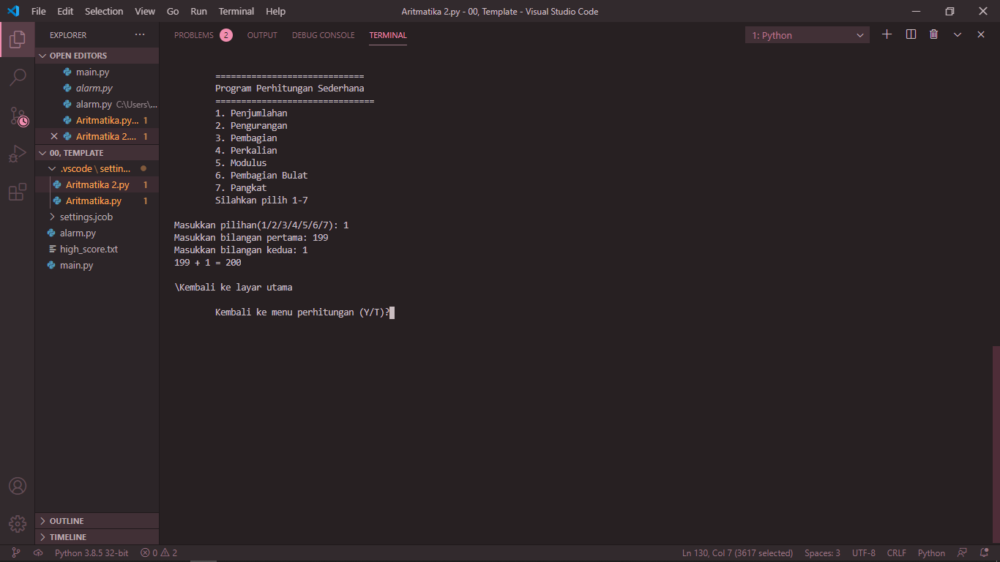 File Edit Selection View Go Run Terminal Help
Aritmatika 2.py - 00, Template - Visual Studio Code
EXPLORER
OPEN EDITORS
main.py
alarm.py
alarm.py C:\Users\...
Aritmatika.py... 1
Aritmatika 2.... 1
00, TEMPLATE
.vscode \ settin...
Aritmatika 2.py 1
Aritmatika.py 1
settings.jcob
alarm.py
high_score.txt
main.py
OUTLINE
TIMELINE
PROBLEMS 2 OUTPUT DEBUG CONSOLE TERMINAL
1: Python
=============================
Program Perhitungan Sederhana
===============================
1. Penjumlahan
2. Pengurangan
3. Pembagian
4. Perkalian
5. Modulus
6. Pembagian Bulat
7. Pangkat
Silahkan pilih 1-7
Masukkan pilihan(1/2/3/4/5/6/7): 1
Masukkan bilangan pertama: 199
Masukkan bilangan kedua: 1
199 + 1 = 200
\Kembali ke layar utama
Kembali ke menu perhitungan (Y/T)?
Python 3.8.5 32-bit 0 2 Ln 130, Col 7 (3617 selected) Spaces: 3 UTF-8 CRLF Python